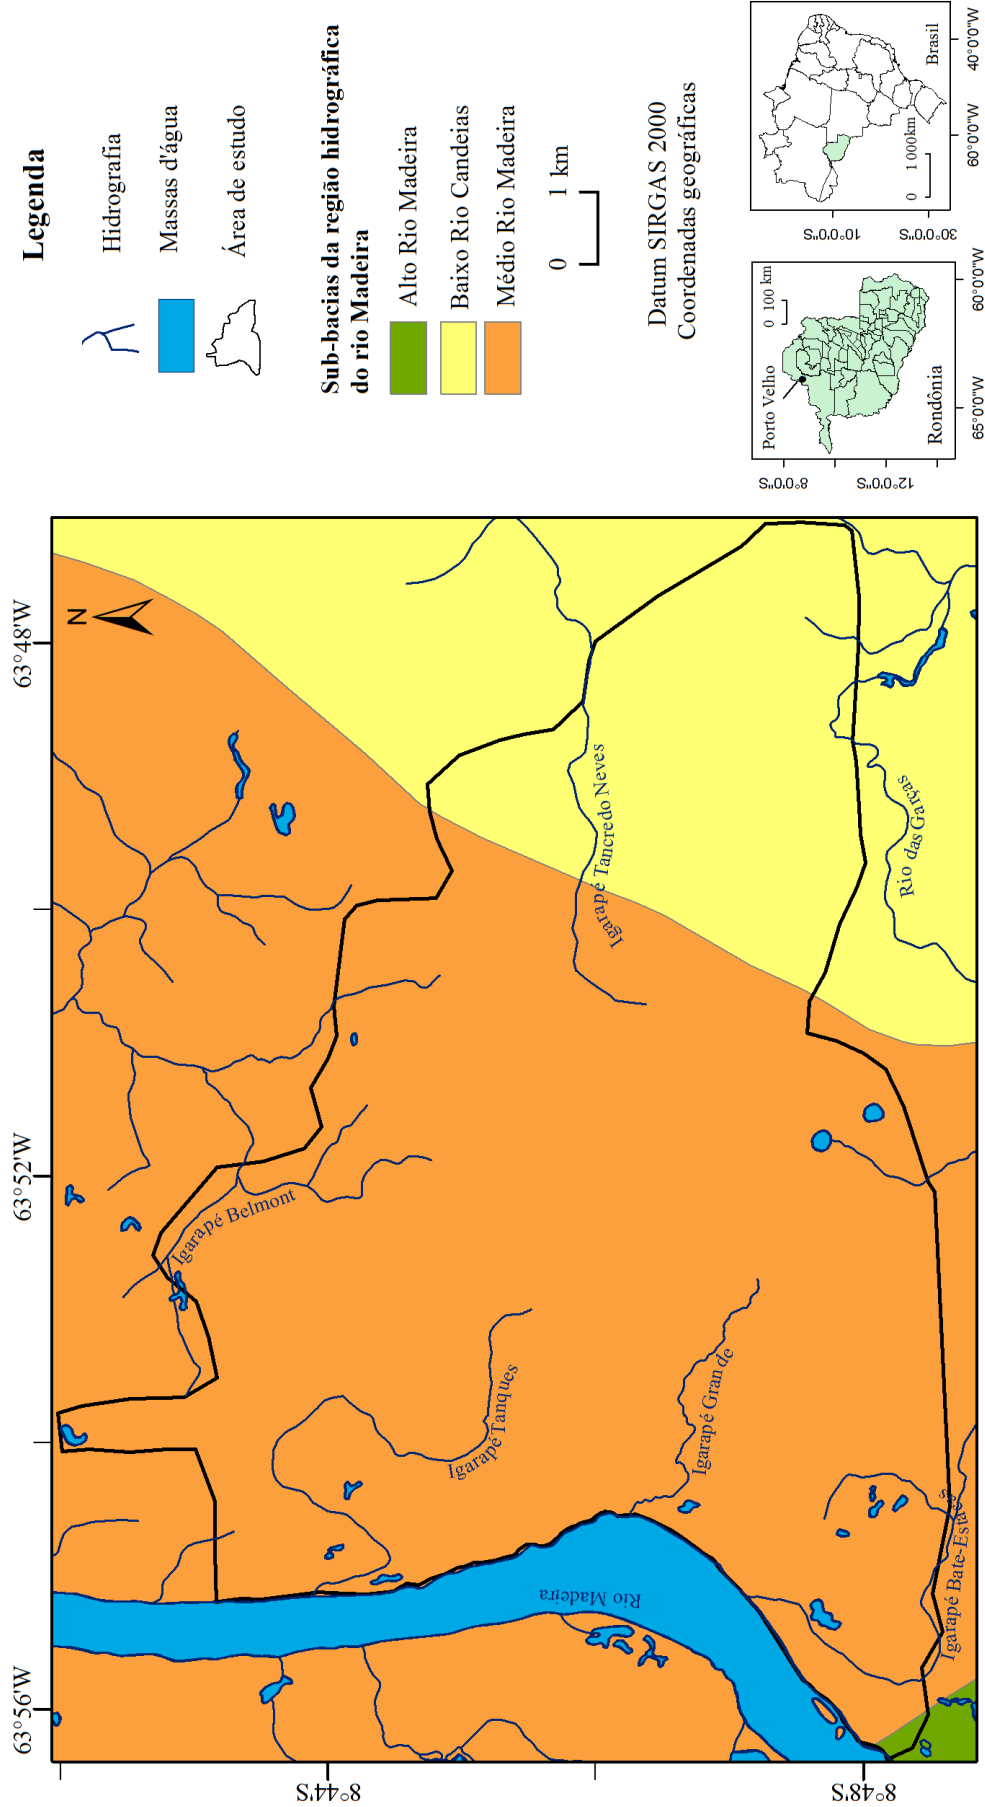 63°56'W
63°52'W
63°48'W
8°44'S
8°48'S
N
Igarapé Belmont
Igarapé Tanques
Igarapé Grande
Igarapé Bate-Estacas
Igarapé Tancredo Neves
Rio das Garças
Rio Madeira
Legenda
Hidrografia
Massas d'água
Área de estudo
Sub-bacias da região hidrográfica
do rio Madeira
Alto Rio Madeira
Baixo Rio Candeias
Médio Rio Madeira
0 1 km
Datum SIRGAS 2000
Coordenadas geográficas
Porto Velho
0 100 km
Rondônia
8°0'0"S
12°0'0"S
65°0'0"W
60°0'0"W
0 1 000km
Brasil
10°0'0"S
30°0'0"S
60°0'0"W
40°0'0"W